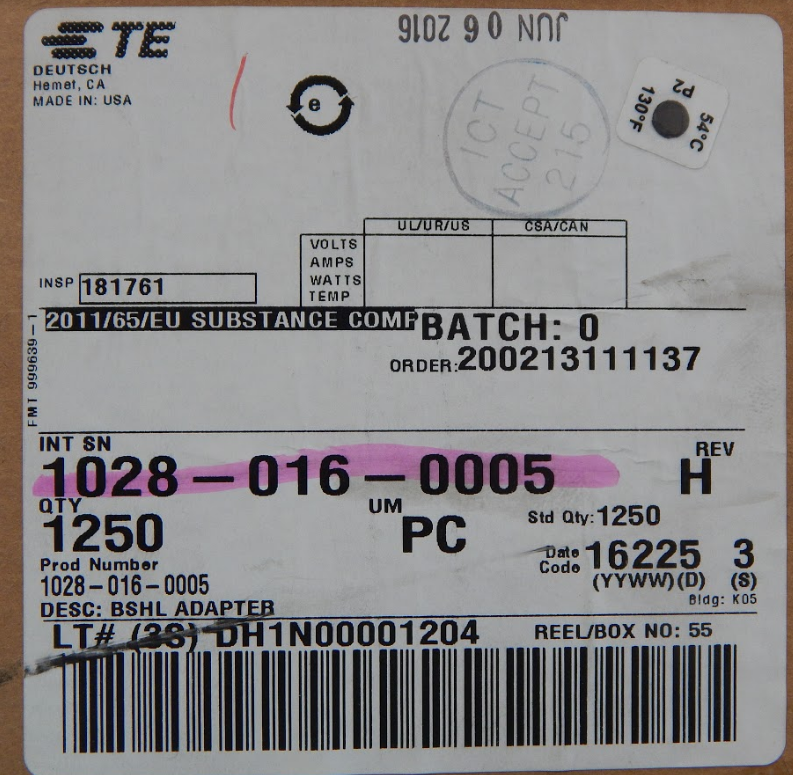 JUN 06 2016
TE
DEUTSCH
Hemet, CA
MADE IN: USA
e
ICT
ACCEPT
215
54°C
P2
130°F
UL/UR/US CSA/CAN
VOLTS
AMPS
WATTS
TEMP
INSP 181761
2011/65/EU SUBSTANCE COMP
BATCH: 0
ORDER:200213111137
FMT 999639-1
INT SN REV
1028-016-0005 H
QTY UM
1250 PC Std Qty:1250
Prod Number
1028-016-0005
Date Code 16225 3
(YYWW)(D) (S)
Bldg: K05
DESC: BSHL ADAPTER
LT# (3S) DH1N00001204 REEL/BOX NO: 55